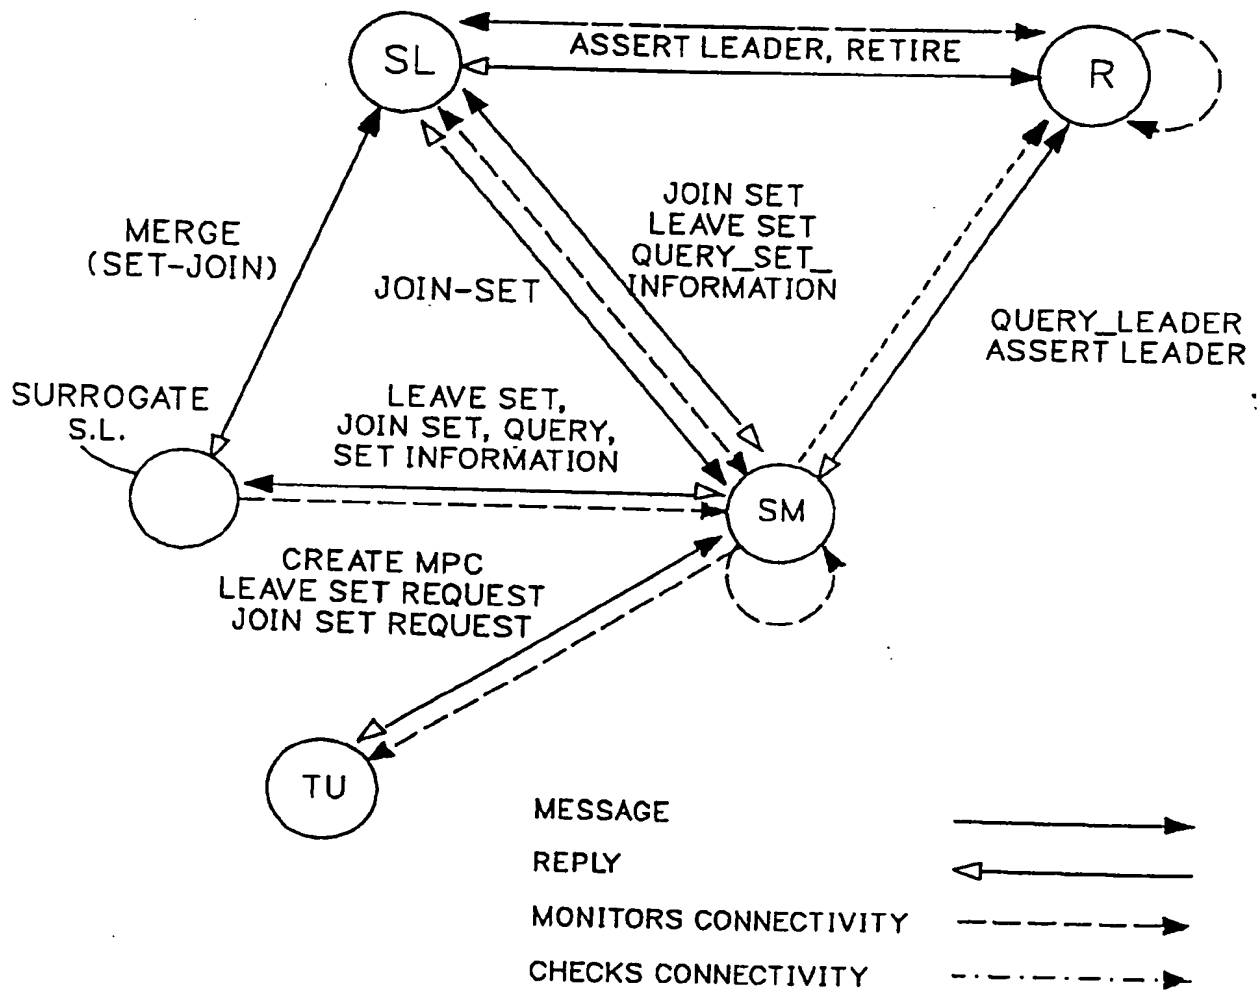 SL
ASSERT LEADER, RETIRE
R
JOIN SET
LEAVE SET
QUERY_SET_
INFORMATION
MERGE
(SET-JOIN)
JOIN-SET
QUERY_LEADER
ASSERT LEADER
SURROGATE
S.L.
LEAVE SET,
JOIN SET, QUERY,
SET INFORMATION
SM
CREATE MPC
LEAVE SET REQUEST
JOIN SET REQUEST
TU
MESSAGE
REPLY
MONITORS CONNECTIVITY
CHECKS CONNECTIVITY